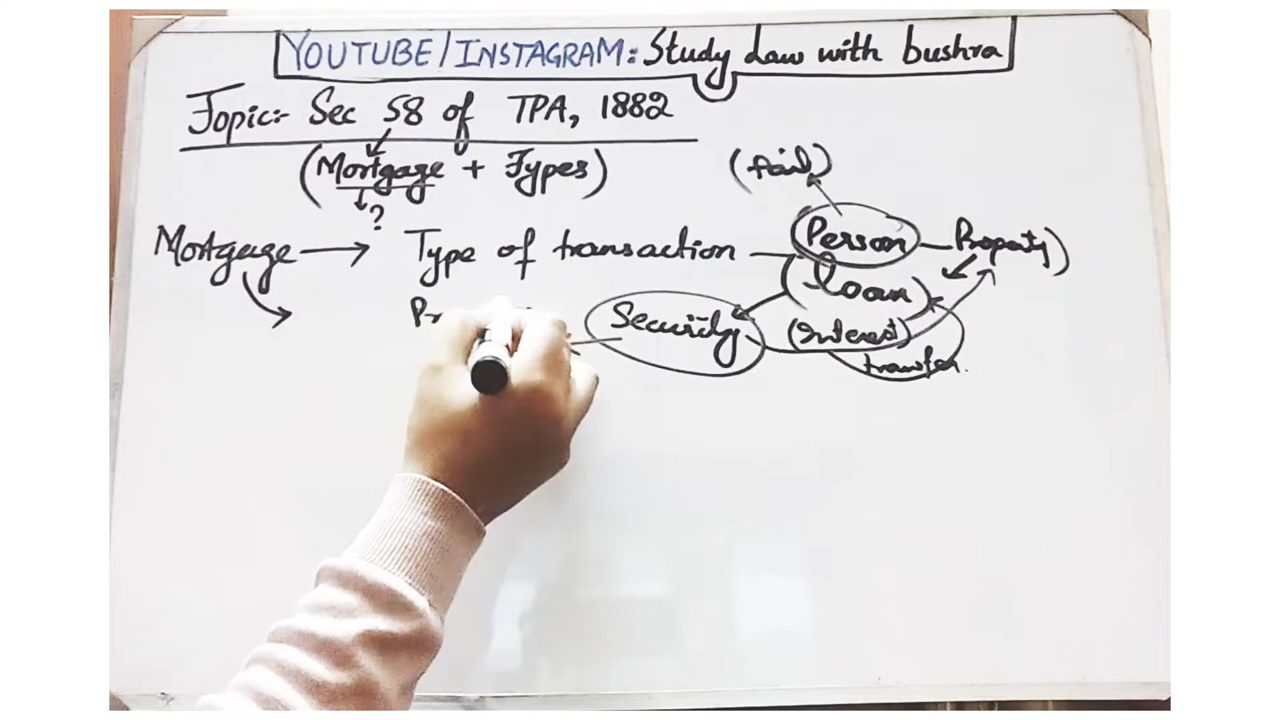 YOUTUBE/INSTAGRAM: Study Law with bushra
Topic:- Sec 58 of TPA, 1882
(Mortgage + Types)
(fail)
?
Mortgage → Type of transaction — Person — Property)
(loan)
Pr
Security
(Interest)
transfer.